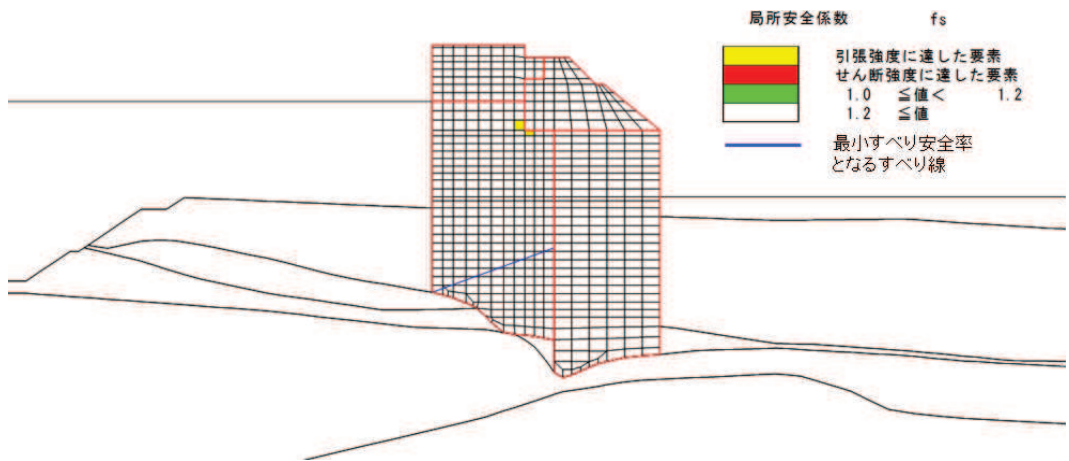 局所安全係数 fs
引張強度に達した要素
せん断強度に達した要素
1.0 ≦値< 1.2
1.2 ≦値
最小すべり安全率
となるすべり線